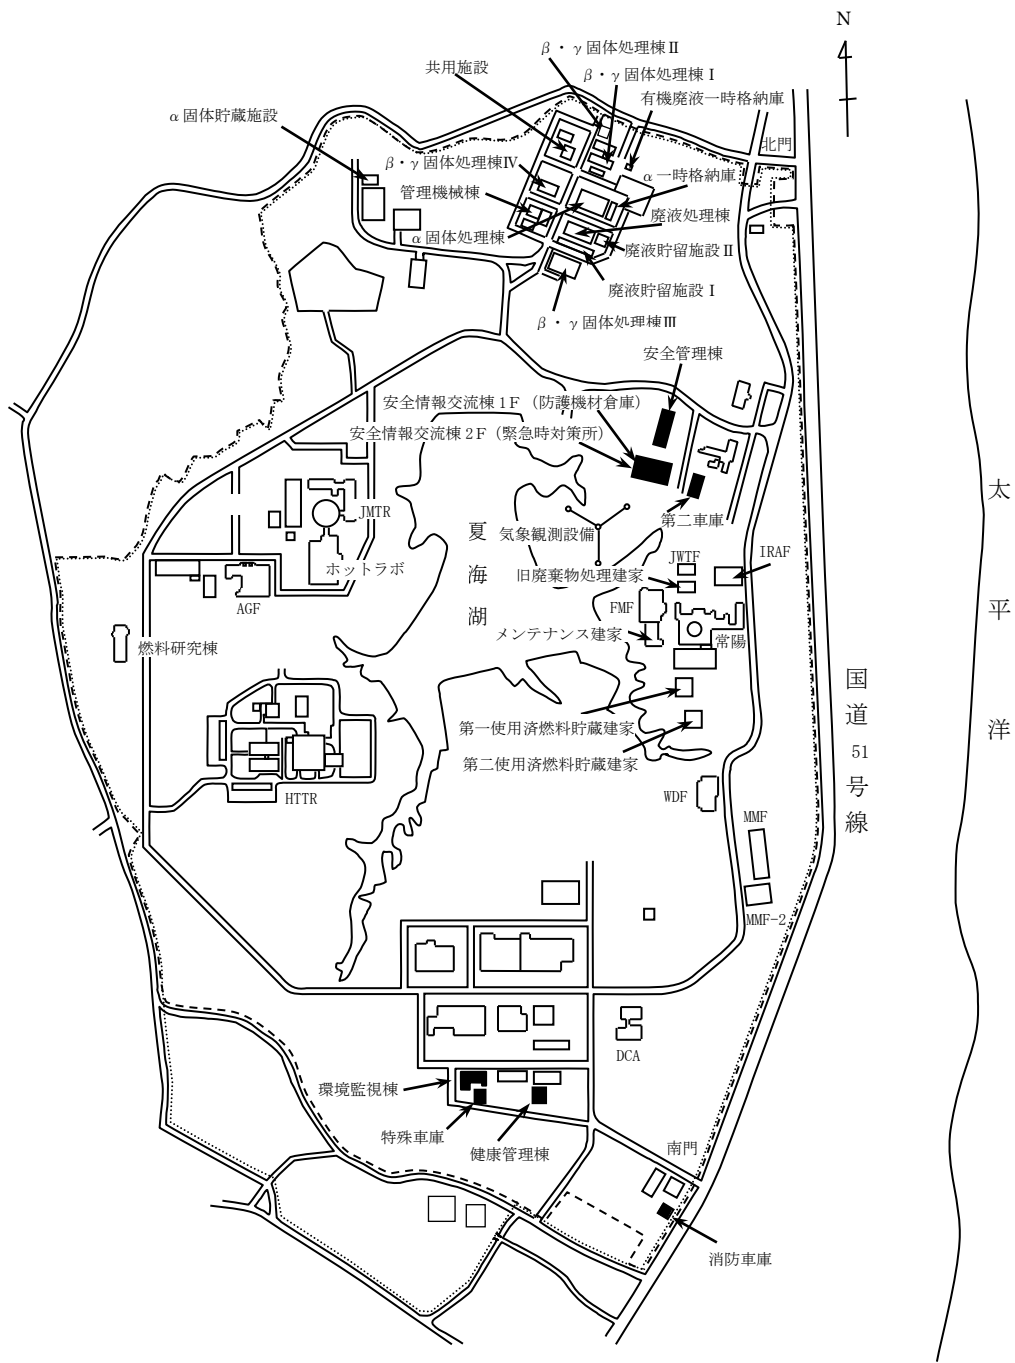 N
β・γ固体処理棟Ⅱ
共用施設
β・γ固体処理棟Ⅰ
有機廃液一時格納庫
α固体貯蔵施設
北門
β・γ固体処理棟Ⅳ
α一時格納庫
管理機械棟
廃液処理棟
α固体処理棟
廃液貯留施設Ⅱ
廃液貯留施設Ⅰ
β・γ固体処理棟Ⅲ
安全管理棟
安全情報交流棟1F（防護機材倉庫）
安全情報交流棟2F（緊急時対策所）
太平洋
JMTR
第二車庫
夏海湖
気象観測設備
IRAF
JWTF
ホットラボ
旧廃棄物処理建家
AGF
FMF
メンテナンス建家
常陽
燃料研究棟
国道51号線
第一使用済燃料貯蔵建家
第二使用済燃料貯蔵建家
HTTR
WDF
MMF
MMF-2
DCA
環境監視棟
特殊車庫
健康管理棟
南門
消防車庫